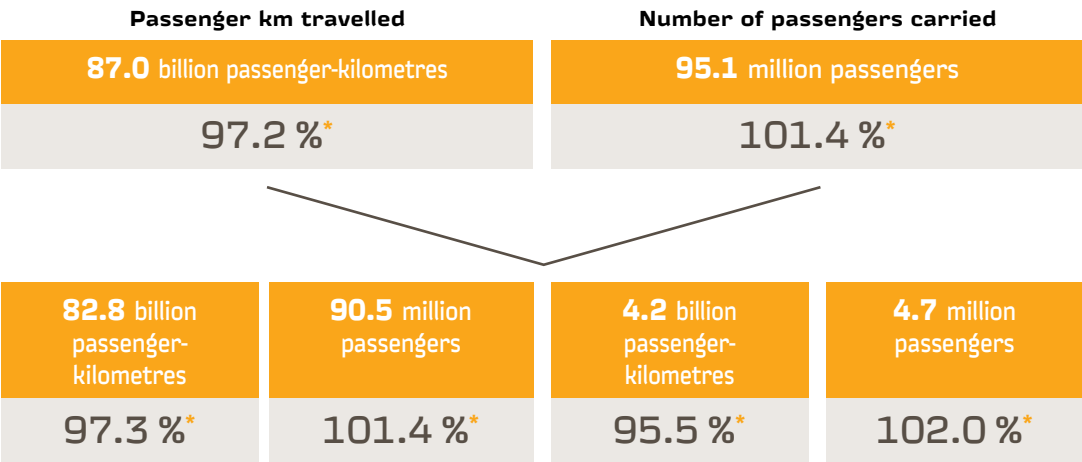 Passenger km travelled
Number of passengers carried
87.0 billion passenger-kilometres
95.1 million passengers
97.2 %*
101.4 %*
82.8 billion
passenger-
kilometres
90.5 million
passengers
4.2 billion
passenger-
kilometres
4.7 million
passengers
97.3 %*
101.4 %*
95.5 %*
102.0 %*